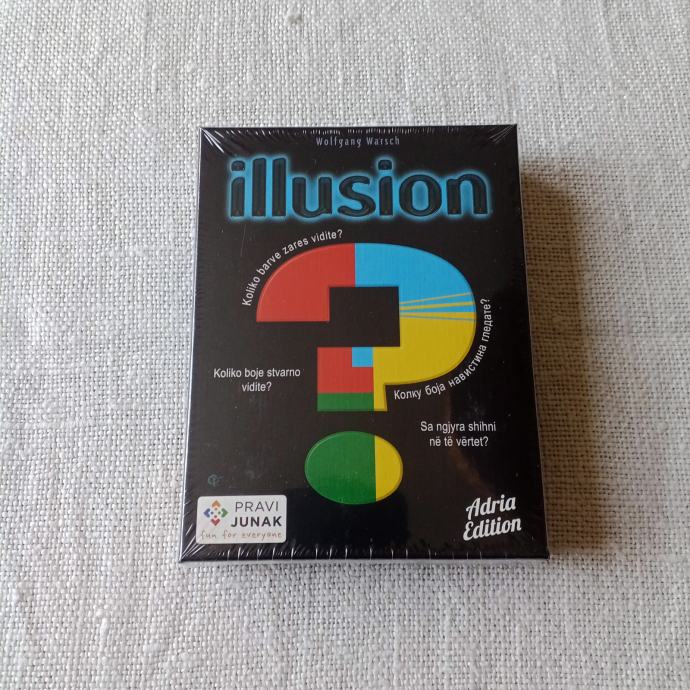 Wolfgang Warsch
illusion
Koliko barve zares vidite?
Koliko boje stvarno
vidite?
Колку боја навистина гледате?
Sa ngjyra shihni
në të vërtet?
PRAVI
JUNAK
fun for everyone
Adria
Edition